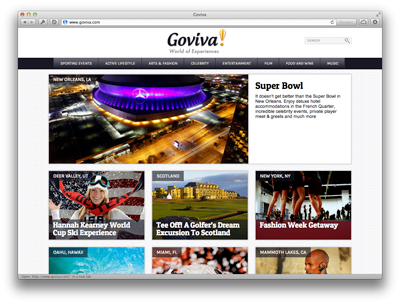 Goviva
www.goviva.com
Goviva!
World of Experiences
SEARCH
SPORTING EVENTS ACTIVE LIFESTYLE ARTS & FASHION CELEBRITY ENTERTAINMENT FILM FOOD AND WINE MUSIC
NEW ORLEANS, LA
Super Bowl
It doesn't get better than the Super Bowl in
New Orleans. Enjoy deluxe hotel
accommodations in the French Quarter,
incredible celebrity events, private player
meet & greets and much more
DEER VALLEY, UT
Hannah Kearney World
Cup Ski Experience
SCOTLAND
Tee Off! A Golfer's Dream
Excursion To Scotland
NEW YORK, NY
Fashion Week Getaway
OAHU, HAWAII
MIAMI, FL
MAMMOTH LAKES, CA